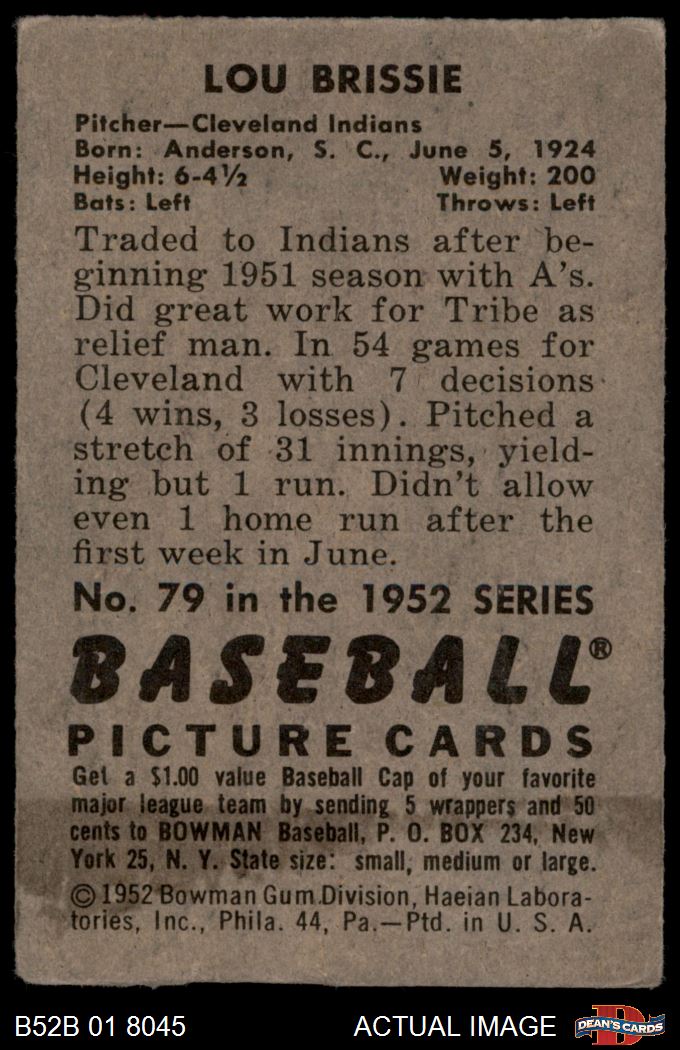 LOU BRISSIE
Pitcher—Cleveland Indians
Born: Anderson, S. C., June 5, 1924
Height: 6-4½ Weight: 200
Bats: Left Throws: Left
Traded to Indians after be-
ginning 1951 season with A's.
Did great work for Tribe as
relief man. In 54 games for
Cleveland with 7 decisions
(4 wins, 3 losses). Pitched a
stretch of 31 innings, yield-
ing but 1 run. Didn't allow
even 1 home run after the
first week in June.
No. 79 in the 1952 SERIES
BASEBALL®
PICTURE CARDS
Get a $1.00 value Baseball Cap of your favorite
major league team by sending 5 wrappers and 50
cents to BOWMAN Baseball, P. O. BOX 234, New
York 25, N. Y. State size: small, medium or large.
© 1952 Bowman Gum Division, Haelan Labora-
tories, Inc., Phila. 44, Pa.—Ptd. in U. S. A.
B52B 01 8045 ACTUAL IMAGE D DEAN'S CARDS